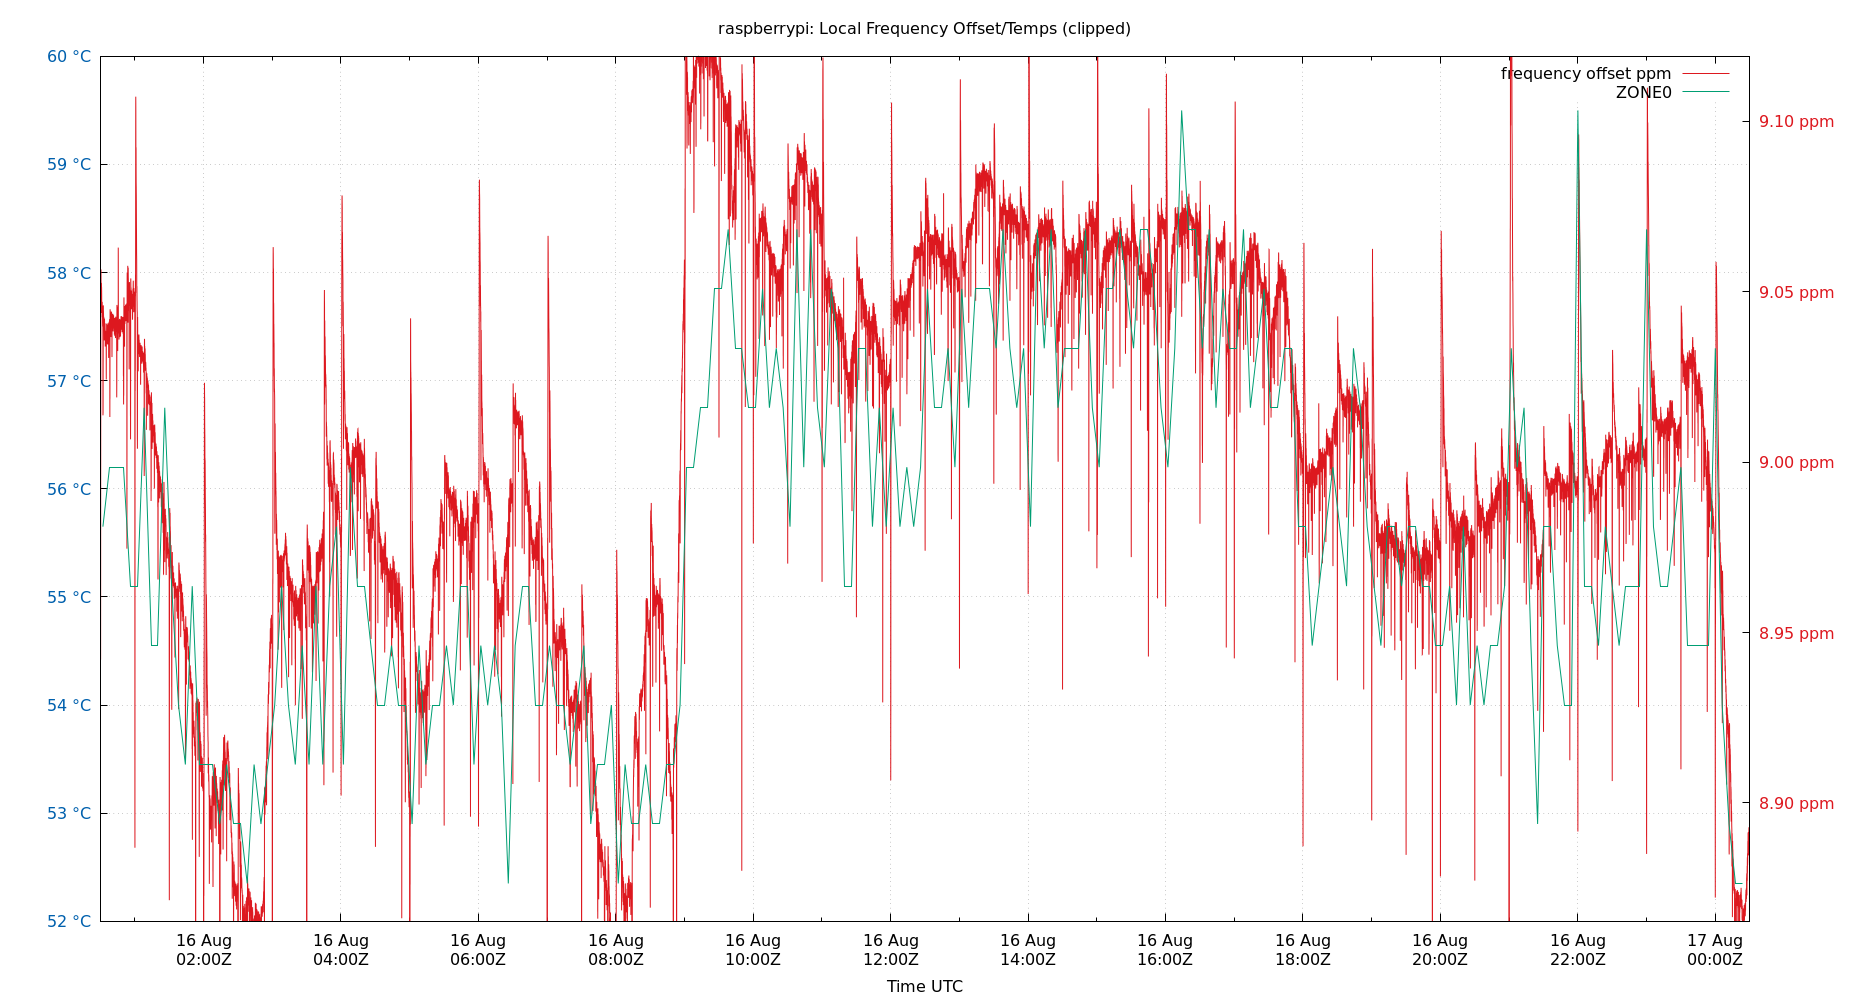 raspberrypi: Local Frequency Offset/Temps (clipped)
60 °C
59 °C
58 °C
57 °C
56 °C
55 °C
54 °C
53 °C
52 °C
frequency offset ppm
ZONE0
9.10 ppm
9.05 ppm
9.00 ppm
8.95 ppm
8.90 ppm
16 Aug 16 Aug 16 Aug 16 Aug 16 Aug 16 Aug 16 Aug 16 Aug 16 Aug 16 Aug 16 Aug 17 Aug
02:00Z 04:00Z 06:00Z 08:00Z 10:00Z 12:00Z 14:00Z 16:00Z 18:00Z 20:00Z 22:00Z 00:00Z
Time UTC